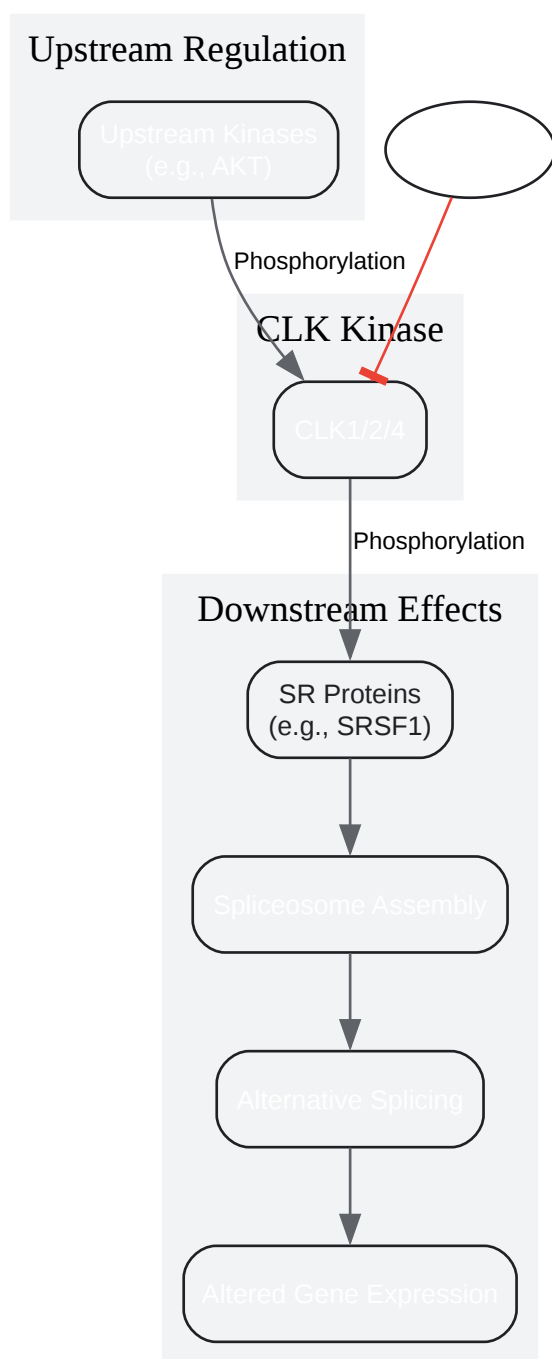 Upstream Regulation
Upstream Kinases
(e.g., AKT)
Phosphorylation
CLK Kinase
CLK1/2/4
Phosphorylation
Downstream Effects
SR Proteins
(e.g., SRSF1)
Spliceosome Assembly
Alternative Splicing
Altered Gene Expression